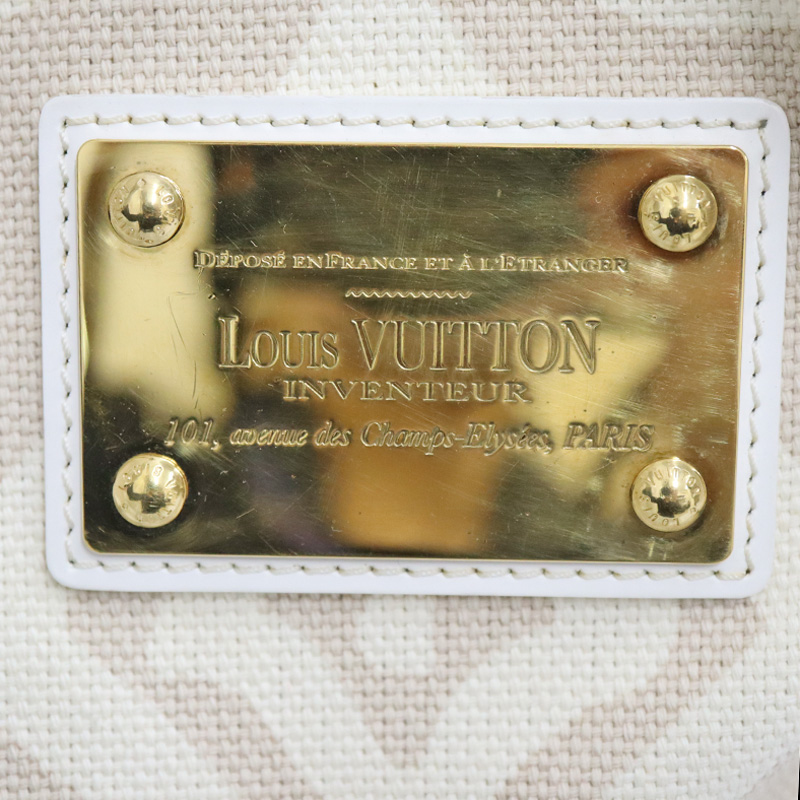 DÉPOSÉ EN FRANCE ET À L'ETRANGER
LOUIS VUITTON
INVENTEUR
101, avenue des Champs-Elysées, PARIS